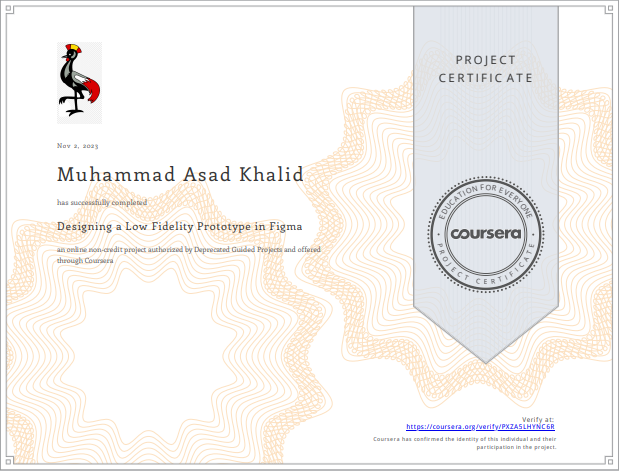 PROJECT
CERTIFICATE
Nov 2, 2023
Muhammad Asad Khalid
has successfully completed
Designing a Low Fidelity Prototype in Figma
an online non-credit project authorized by Deprecated Guided Projects and offered
through Coursera
EDUCATION FOR EVERYONE
coursera
PROJECT CERTIFICATE
Verify at:
https://coursera.org/verify/PXZA5LHYNC6R
Coursera has confirmed the identity of this individual and their
participation in the project.